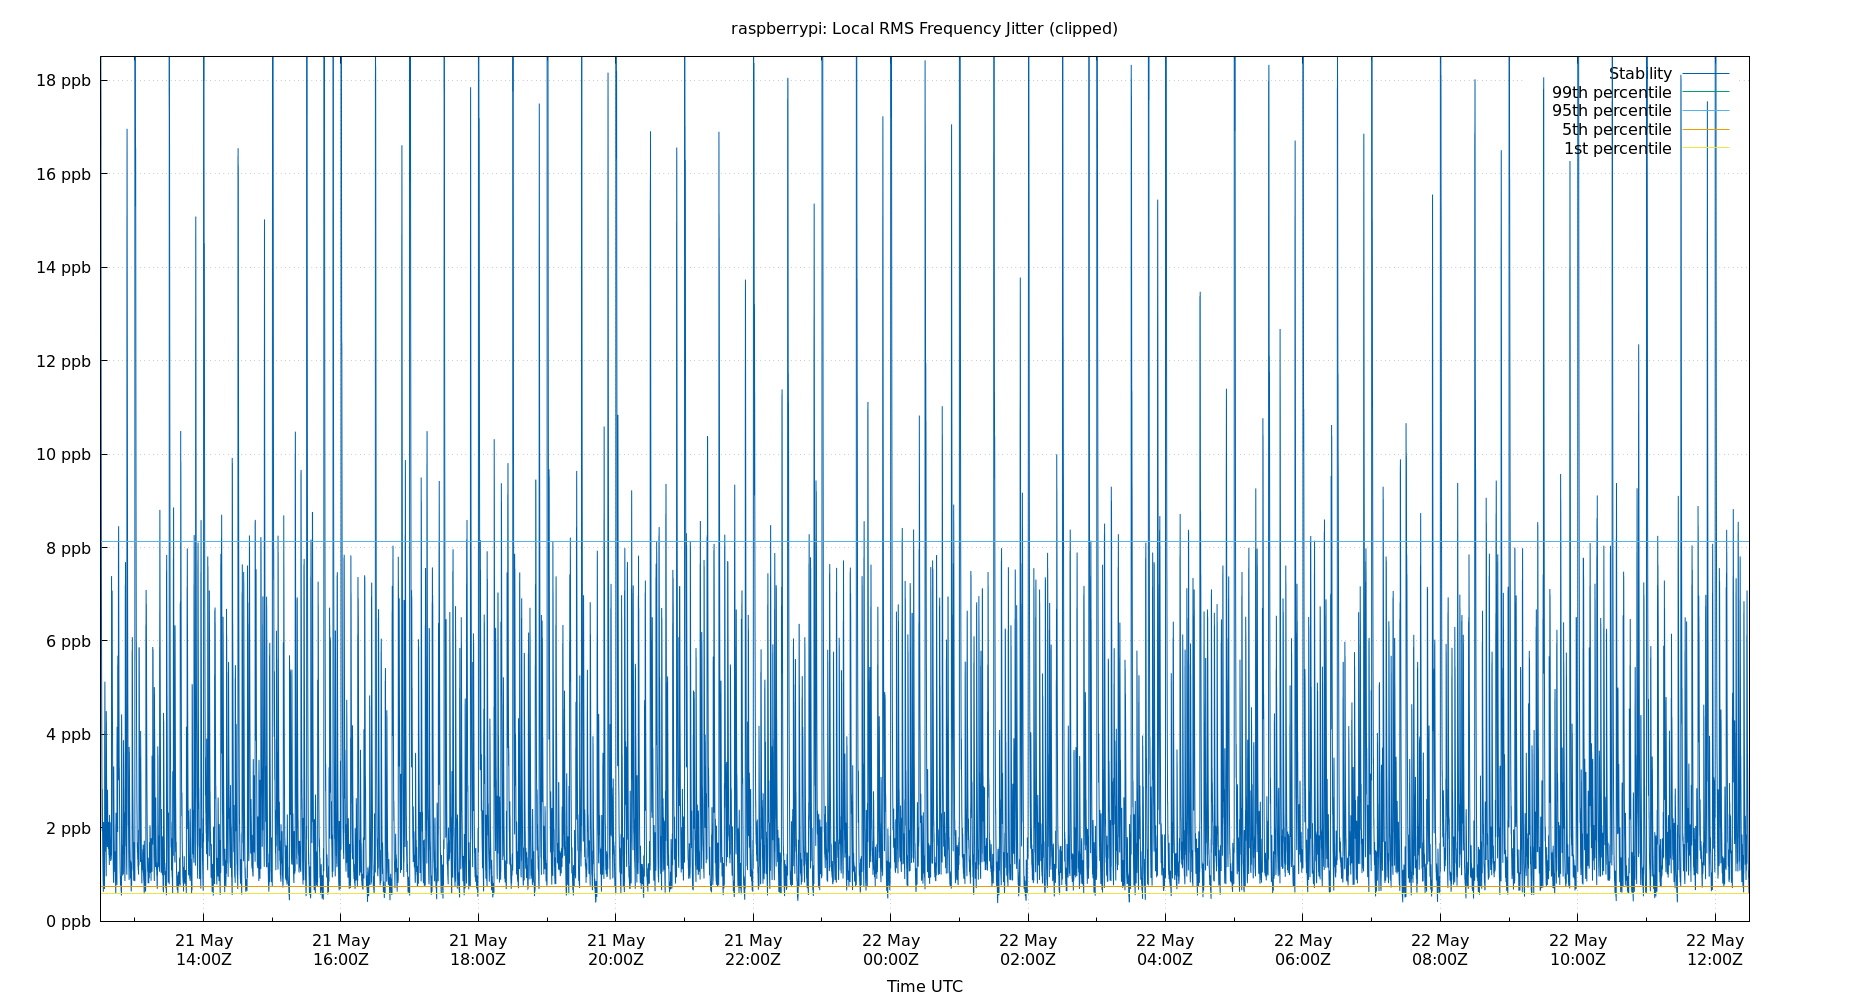 raspberrypi: Local RMS Frequency Jitter (clipped)
18 ppb
16 ppb
14 ppb
12 ppb
10 ppb
8 ppb
6 ppb
4 ppb
2 ppb
0 ppb
Stability
99th percentile
95th percentile
5th percentile
1st percentile
21 May 21 May 21 May 21 May 21 May 22 May 22 May 22 May 22 May 22 May 22 May 22 May
14:00Z 16:00Z 18:00Z 20:00Z 22:00Z 00:00Z 02:00Z 04:00Z 06:00Z 08:00Z 10:00Z 12:00Z
Time UTC